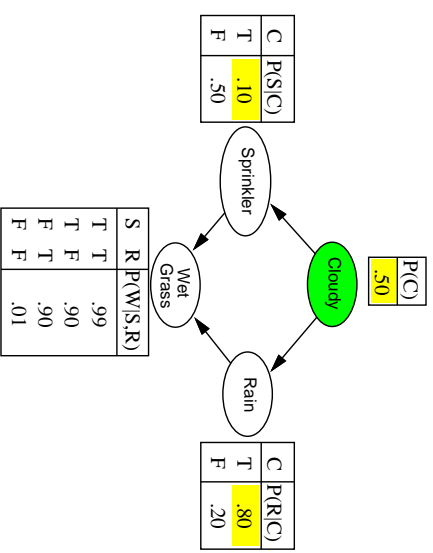 P(C)
.50
Cloudy
C P(S|C)
T .10
F .50
Sprinkler
Rain
C P(R|C)
T .80
F .20
Wet
Grass
S R P(W|S,R)
T T .99
T F .90
F T .90
F F .01